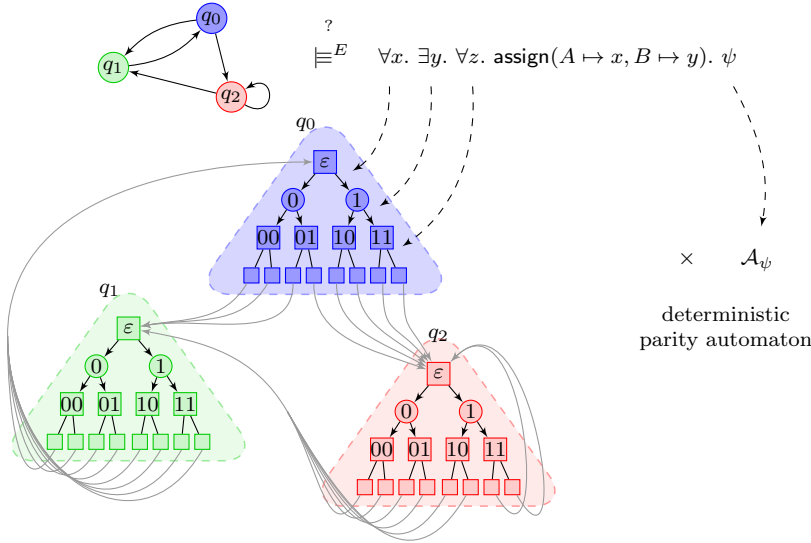 q₀
q₁
q₂
?
|≡ᴱ ∀x. ∃y. ∀z. assign(A ↦ x, B ↦ y). ψ
q₀
ε
0 1
00 01 10 11
× 𝒜_ψ
deterministic
parity automaton
q₁
ε
0 1
00 01 10 11
q₂
ε
0 1
00 01 10 11